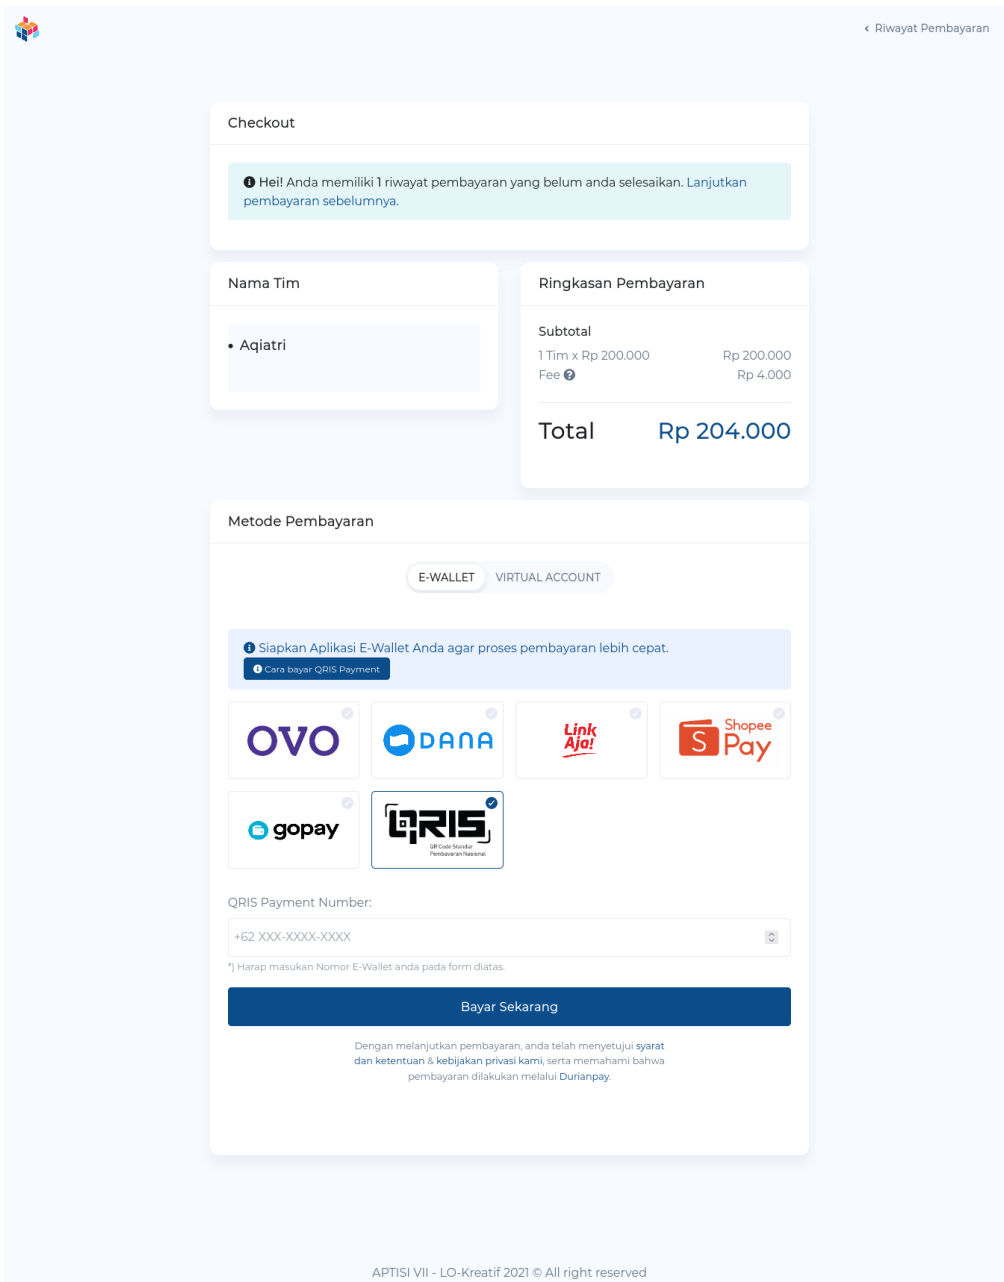 ‹ Riwayat Pembayaran
Checkout
Hei! Anda memiliki 1 riwayat pembayaran yang belum anda selesaikan. Lanjutkan
pembayaran sebelumnya.
Nama Tim
• Aqiatri
Ringkasan Pembayaran
Subtotal
1 Tim x Rp 200.000 Rp 200.000
Fee Rp 4.000
Total Rp 204.000
Metode Pembayaran
E-WALLET VIRTUAL ACCOUNT
Siapkan Aplikasi E-Wallet Anda agar proses pembayaran lebih cepat.
Cara bayar QRIS Payment
OVO
DANA
Link
Aja!
S Shopee
Pay
gopay
QRIS
QR Code Standar
Pembayaran Nasional
QRIS Payment Number:
+62 XXX-XXXX-XXXX
*) Harap masukan Nomor E-Wallet anda pada form diatas.
Bayar Sekarang
Dengan melanjutkan pembayaran, anda telah menyetujui syarat
dan ketentuan & kebijakan privasi kami, serta memahami bahwa
pembayaran dilakukan melalui Durianpay.
APTISI VII - LO-Kreatif 2021 © All right reserved